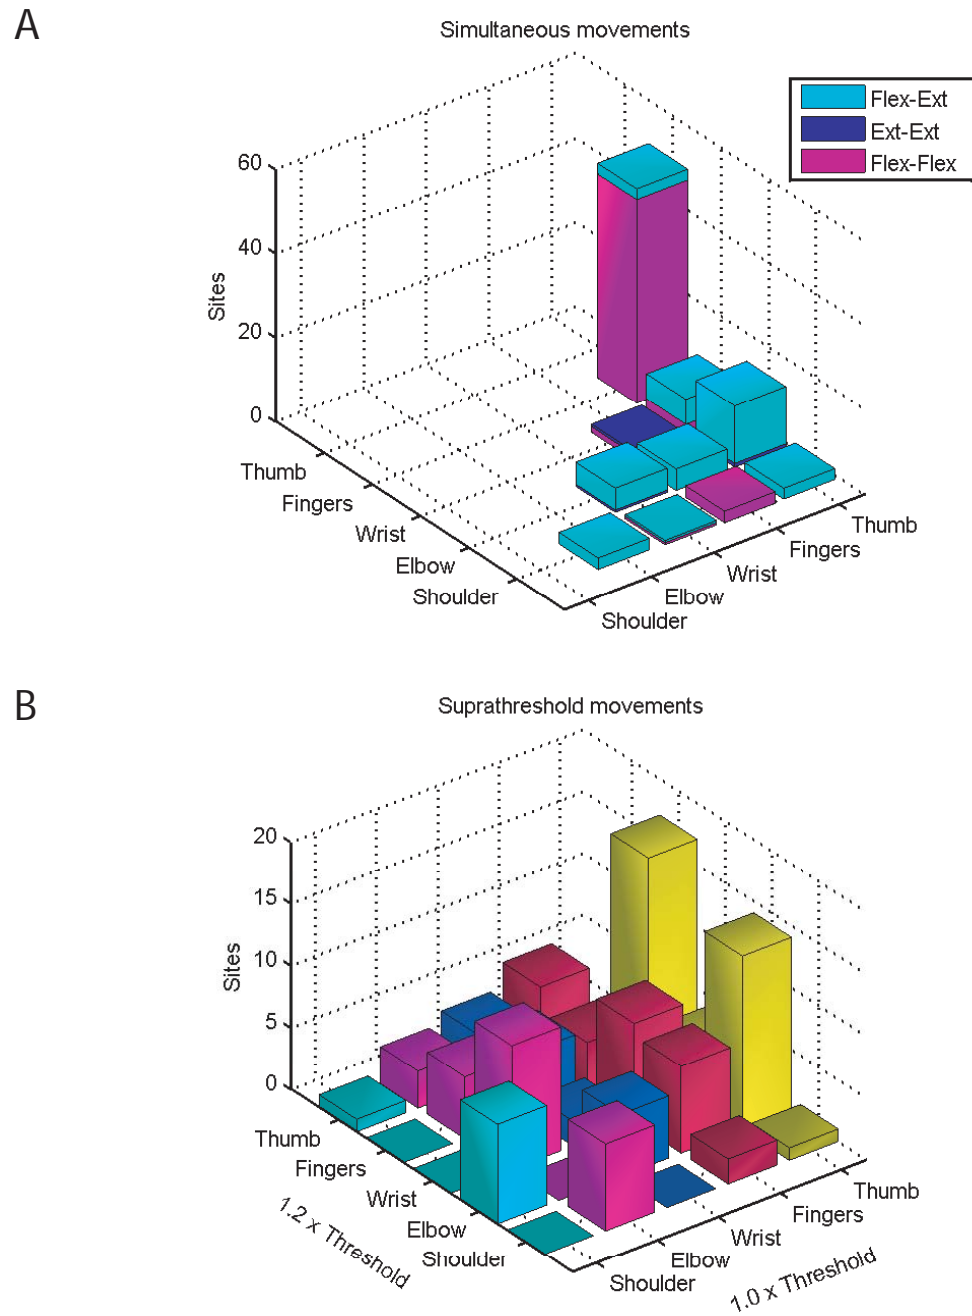 A
Simultaneous movements
Flex-Ext
Ext-Ext
Flex-Flex
60
40
20
0
Sites
Thumb
Fingers
Wrist
Elbow
Shoulder
Thumb
Fingers
Wrist
Elbow
Shoulder
B
Suprathreshold movements
20
15
10
5
0
Sites
Thumb
Fingers
Wrist
Elbow
Shoulder
1.2 x Threshold
Thumb
Fingers
Wrist
Elbow
Shoulder
1.0 x Threshold